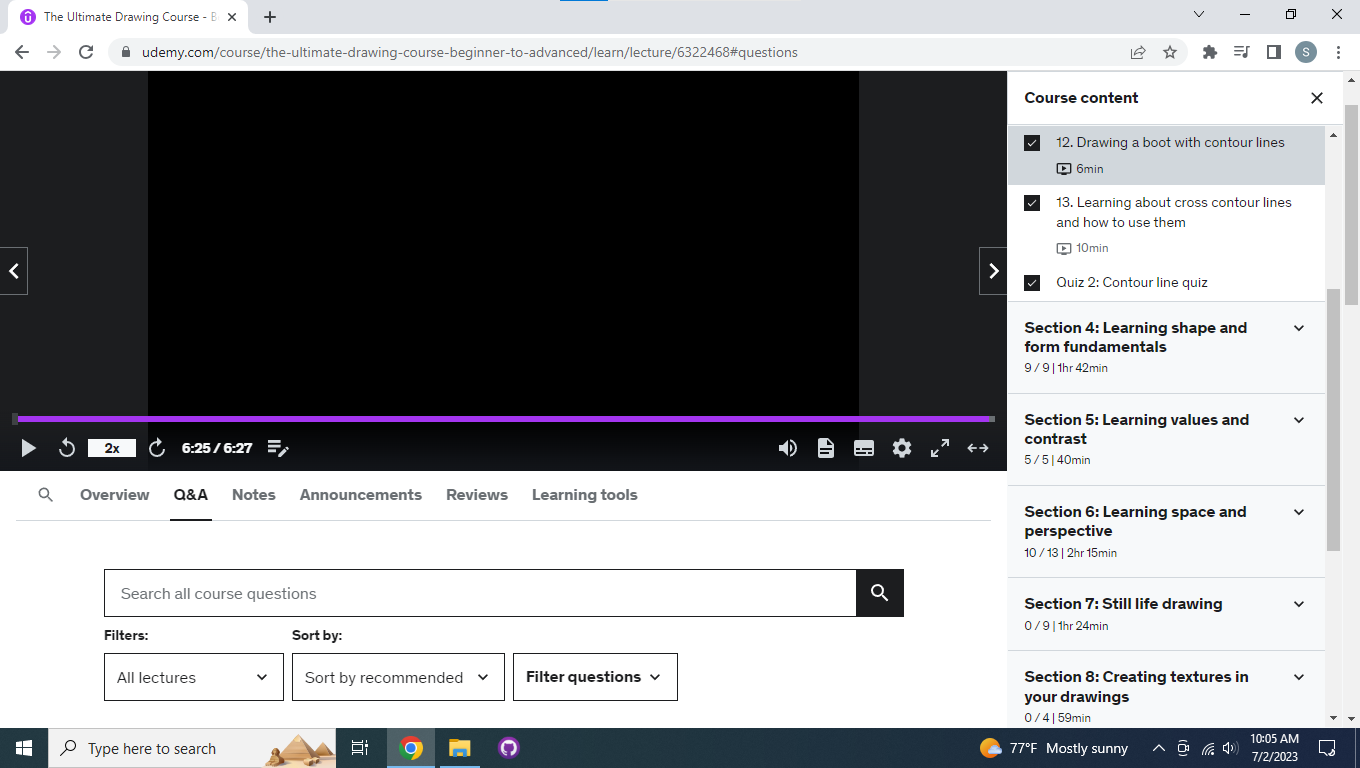 The Ultimate Drawing Course - B
udemy.com/course/the-ultimate-drawing-course-beginner-to-advanced/learn/lecture/6322468#questions
S
Course content
12. Drawing a boot with contour lines
6min
13. Learning about cross contour lines
and how to use them
10min
Quiz 2: Contour line quiz
Section 4: Learning shape and
form fundamentals
9 / 9 | 1hr 42min
Section 5: Learning values and
contrast
5 / 5 | 40min
Section 6: Learning space and
perspective
10 / 13 | 2hr 15min
Section 7: Still life drawing
0 / 9 | 1hr 24min
Section 8: Creating textures in
your drawings
0 / 4 | 59min
2x
6:25 / 6:27
Overview Q&A Notes Announcements Reviews Learning tools
Search all course questions
Filters: Sort by:
All lectures Sort by recommended Filter questions
Type here to search
77°F Mostly sunny
10:05 AM
7/2/2023